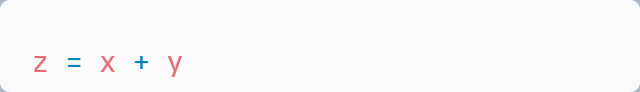 z = x + y